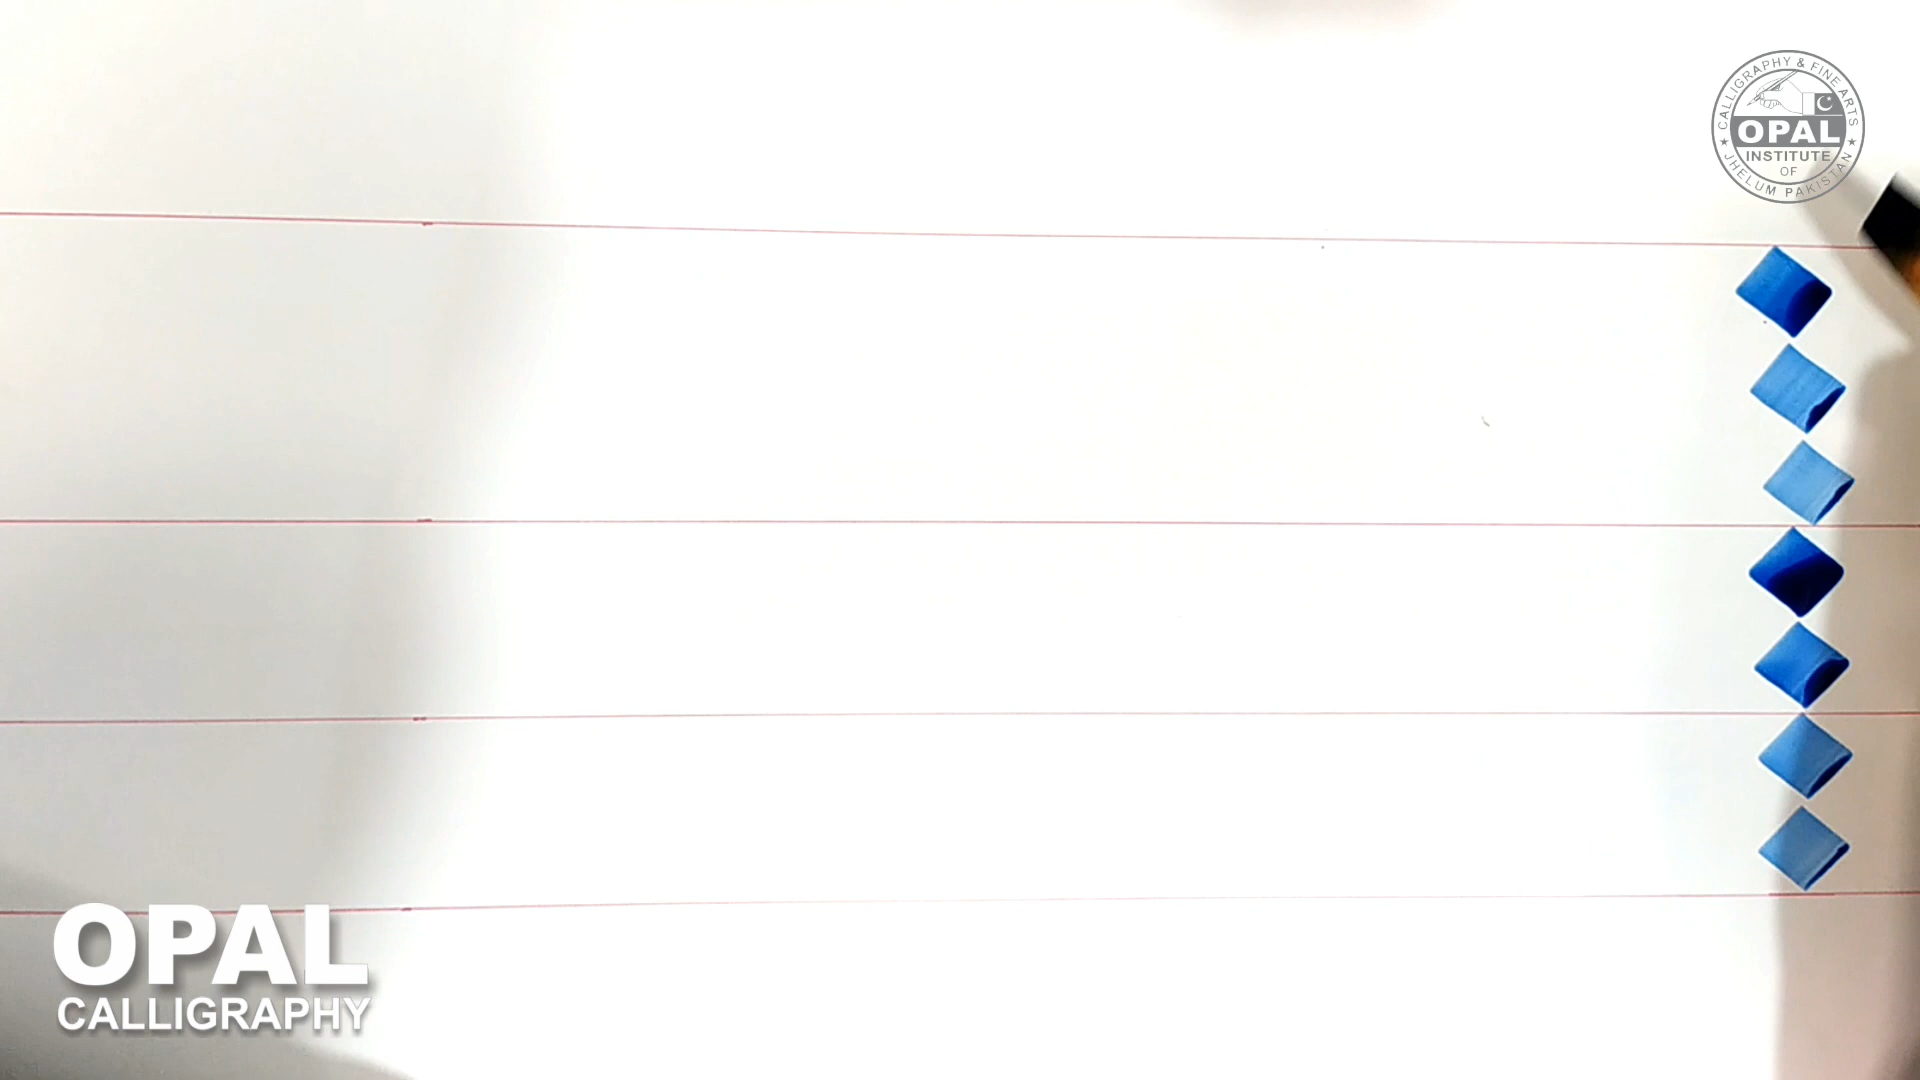 CALLIGRAPHY & FINE ARTS
OPAL
INSTITUTE
OF
JHELUM PAKISTAN
OPAL
CALLIGRAPHY